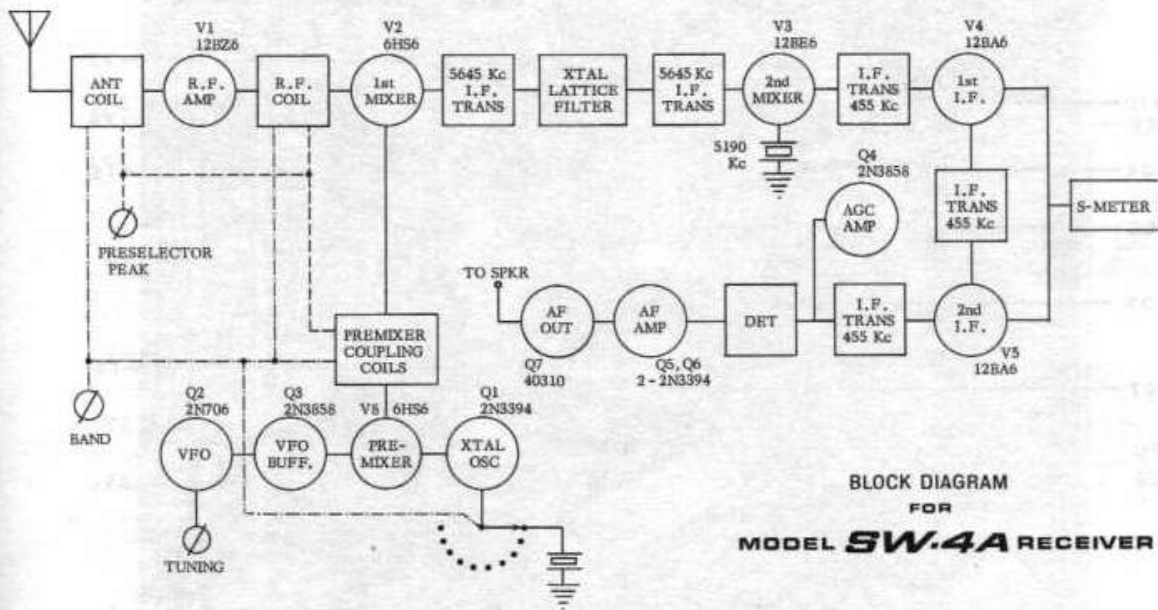 V1
12BZ6
V2
6HS6
V3
12BE6
V4
12BA6
ANT
COIL
R.F.
AMP
R.F.
COIL
1st
MIXER
5645 Kc
I.F.
TRANS
XTAL
LATTICE
FILTER
5645 Kc
I.F.
TRANS
2nd
MIXER
I.F.
TRANS
455 Kc
1st
I.F.
5190
Kc
Q4
2N3858
AGC
AMP
I.F.
TRANS
455 Kc
S-METER
PRESELECTOR
PEAK
TO SPKR
AF
OUT
AF
AMP
DET
I.F.
TRANS
455 Kc
2nd
I.F.
Q7
40310
Q5, Q6
2 - 2N3394
V5
12BA6
PREMIXER
COUPLING
COILS
BAND
Q2
2N706
Q3
2N3858
V8 6HS6
Q1
2N3394
VFO
VFO
BUFF.
PRE-
MIXER
XTAL
OSC
TUNING
BLOCK DIAGRAM
FOR
MODEL SW-4A RECEIVER